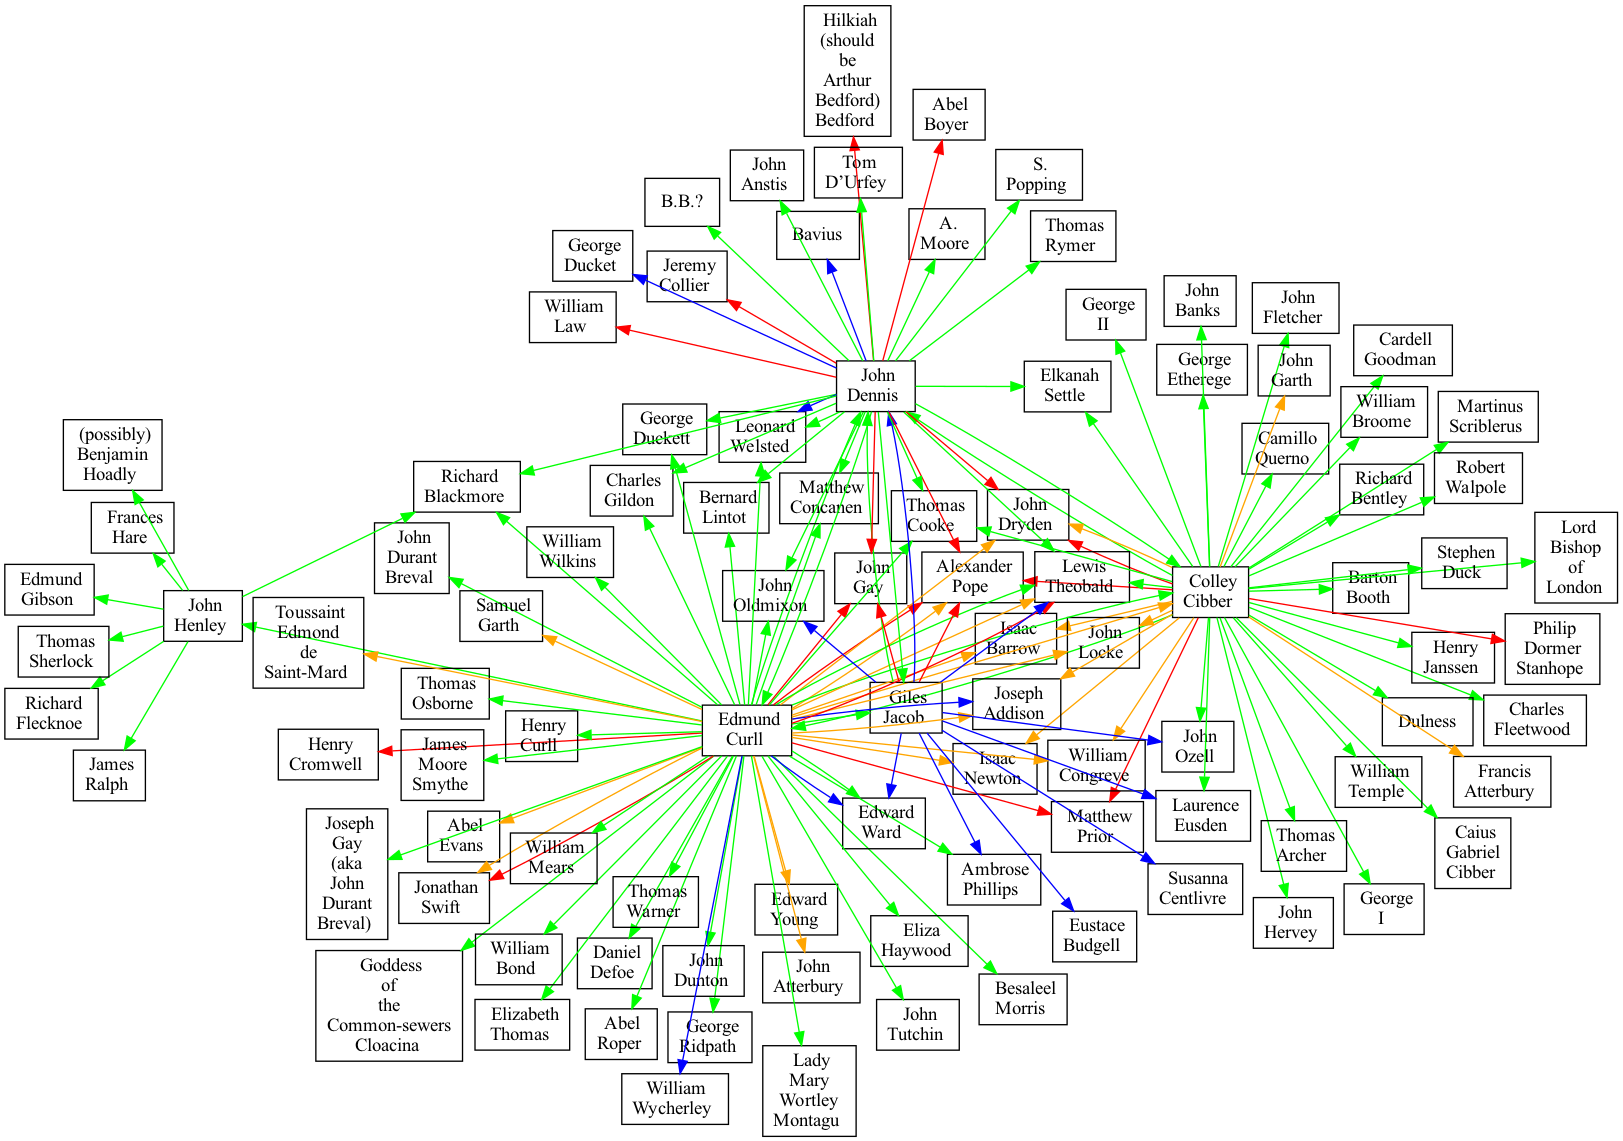 Hilkiah
(should
be
Arthur
Bedford)
Bedford
Abel
Boyer
John
Anstis
Tom
D'Urfey
S.
Popping
B.B.?
Bavius
A.
Moore
Thomas
Rymer
George
Ducket
Jeremy
Collier
William
Law
George
II
John
Banks
John
Fletcher
Cardell
Goodman
George
Etherege
John
Garth
John
Dennis
Elkanah
Settle
William
Broome
Martinus
Scriblerus
George
Duckett
Leonard
Welsted
Camillo
Querno
(possibly)
Benjamin
Hoadly
Richard
Blackmore
Charles
Gildon
Bernard
Lintot
Matthew
Concanen
Thomas
Cooke
John
Dryden
Richard
Bentley
Robert
Walpole
Frances
Hare
John
Durant
Breval
William
Wilkins
Lord
Bishop
of
London
Edmund
Gibson
John
Henley
Toussaint
Edmond
de
Saint-Mard
Samuel
Garth
John
Oldmixon
John
Gay
Alexander
Pope
Lewis
Theobald
Colley
Cibber
Barton
Booth
Stephen
Duck
Thomas
Sherlock
Isaac
Barrow
John
Locke
Henry
Janssen
Philip
Dormer
Stanhope
Richard
Flecknoe
Thomas
Osborne
Edmund
Curll
Giles
Jacob
Joseph
Addison
Dulness
Charles
Fleetwood
James
Ralph
Henry
Cromwell
James
Moore
Smythe
Henry
Curll
Isaac
Newton
William
Congreve
John
Ozell
William
Temple
Francis
Atterbury
Joseph
Gay
(aka
John
Durant
Breval)
Abel
Evans
William
Mears
Edward
Ward
Matthew
Prior
Laurence
Eusden
Thomas
Archer
Caius
Gabriel
Cibber
Jonathan
Swift
Thomas
Warner
Edward
Young
Ambrose
Phillips
Susanna
Centlivre
John
Hervey
George
I
Goddess
of
the
Common-sewers
Cloacina
William
Bond
Daniel
Defoe
John
Dunton
John
Atterbury
Eliza
Haywood
Eustace
Budgell
Elizabeth
Thomas
Abel
Roper
George
Ridpath
John
Tutchin
Besaleel
Morris
William
Wycherley
Lady
Mary
Wortley
Montagu